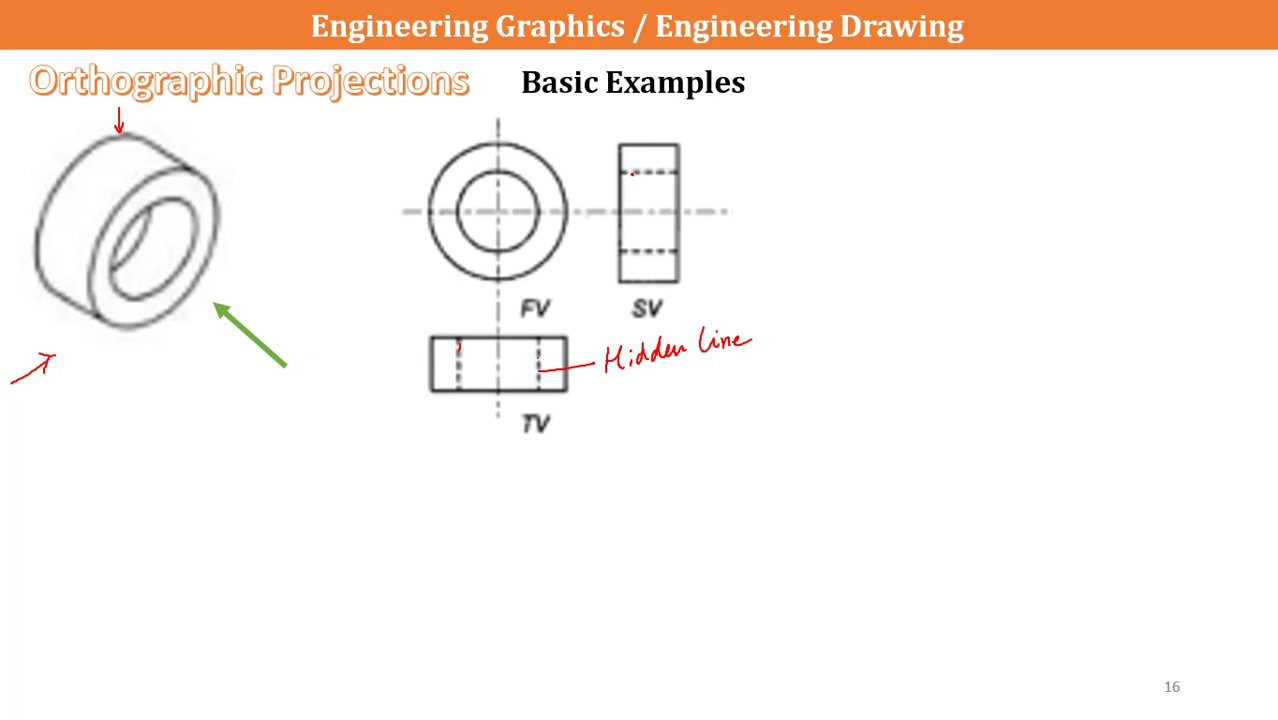 Engineering Graphics / Engineering Drawing
Orthographic Projections
Basic Examples
FV
SV
Hidden line
TV
16